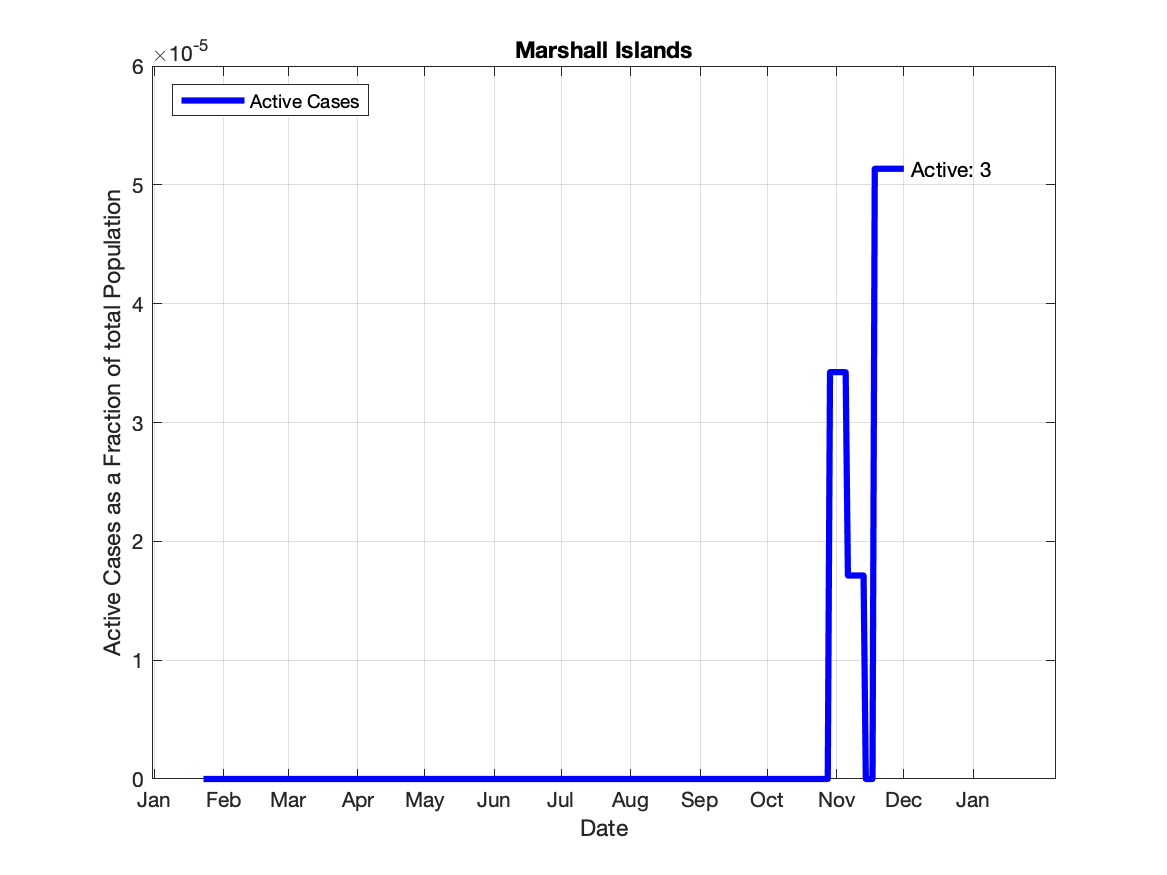 Marshall Islands
×10-5
6
5
4
3
2
1
0
Active Cases
Active: 3
Active Cases as a Fraction of total Population
Jan Feb Mar Apr May Jun Jul Aug Sep Oct Nov Dec Jan
Date